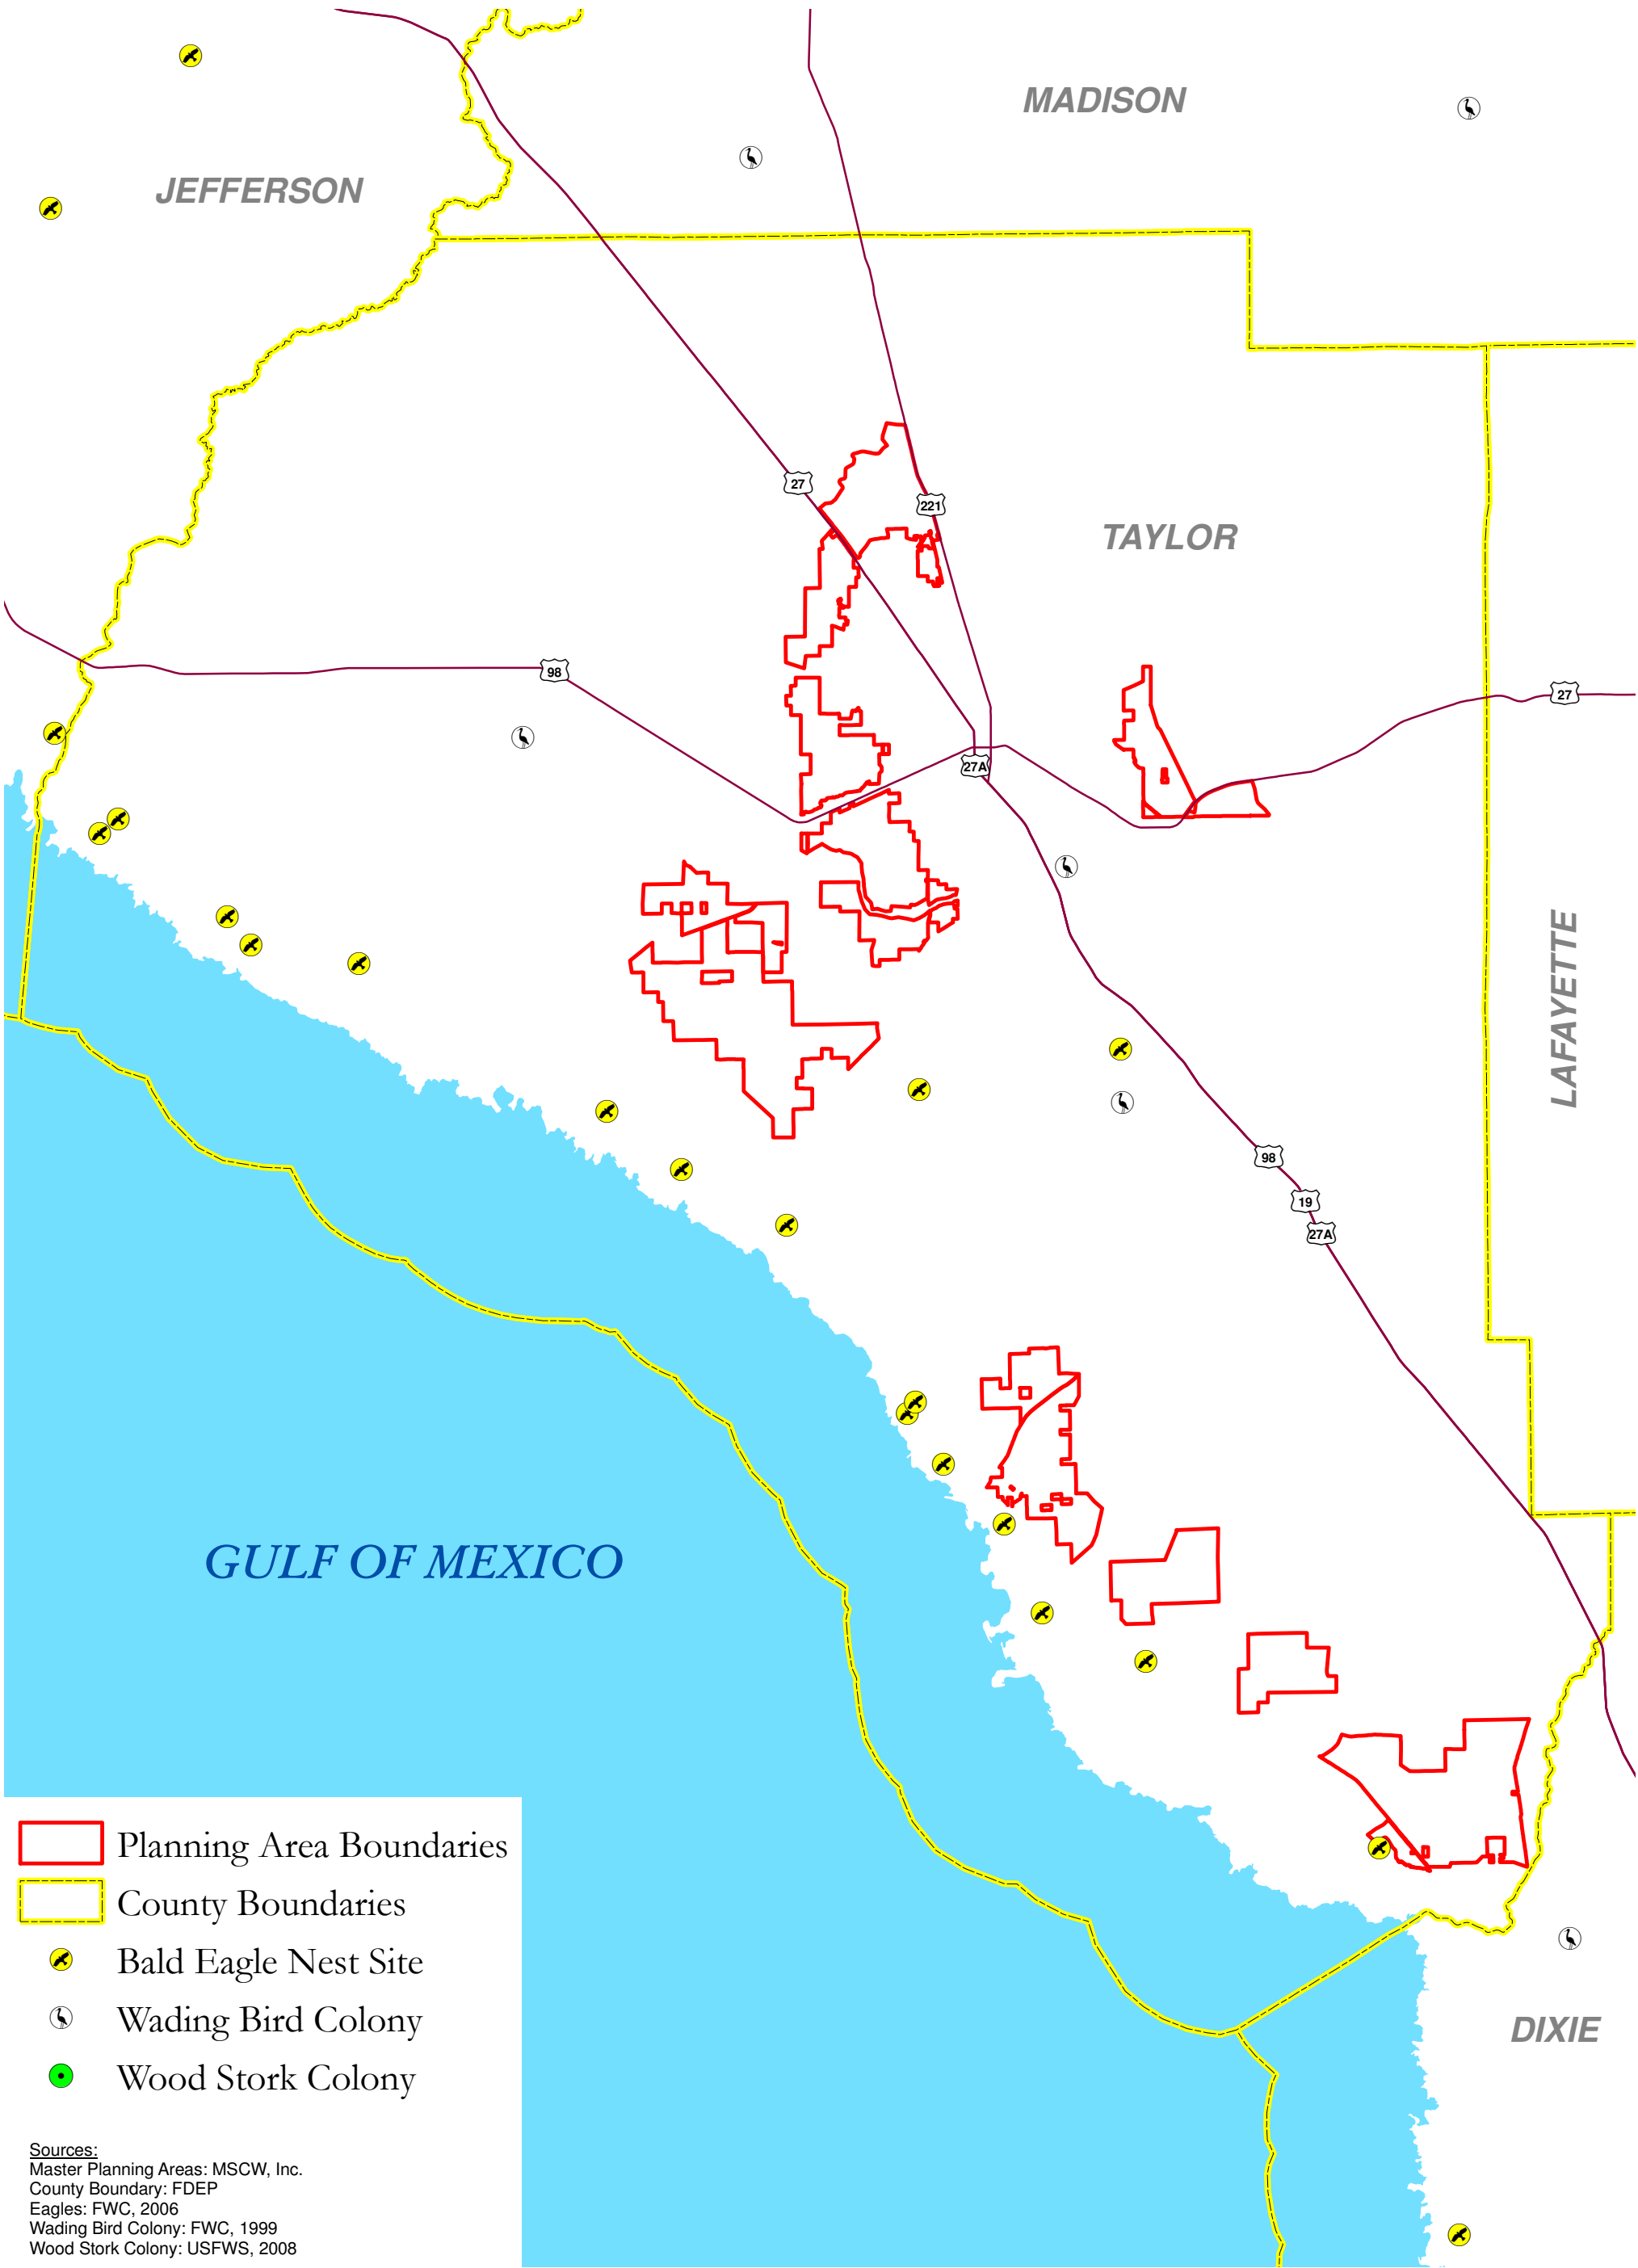 MADISON
JEFFERSON
27
221
TAYLOR
98
27
27A
LAFAYETTE
98
19
27A
GULF OF MEXICO
Planning Area Boundaries
County Boundaries
Bald Eagle Nest Site
Wading Bird Colony
Wood Stork Colony
DIXIE
Sources:
Master Planning Areas: MSCW, Inc.
County Boundary: FDEP
Eagles: FWC, 2006
Wading Bird Colony: FWC, 1999
Wood Stork Colony: USFWS, 2008